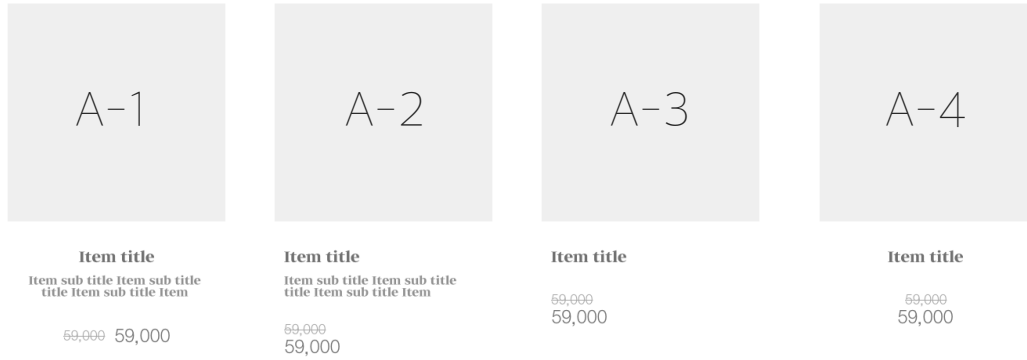 A-1
Item title
Item sub title Item sub title
title Item sub title Item
59,000 59,000
A-2
Item title
Item sub title Item sub title
title Item sub title Item
59,000
59,000
A-3
Item title
59,000
59,000
A-4
Item title
59,000
59,000